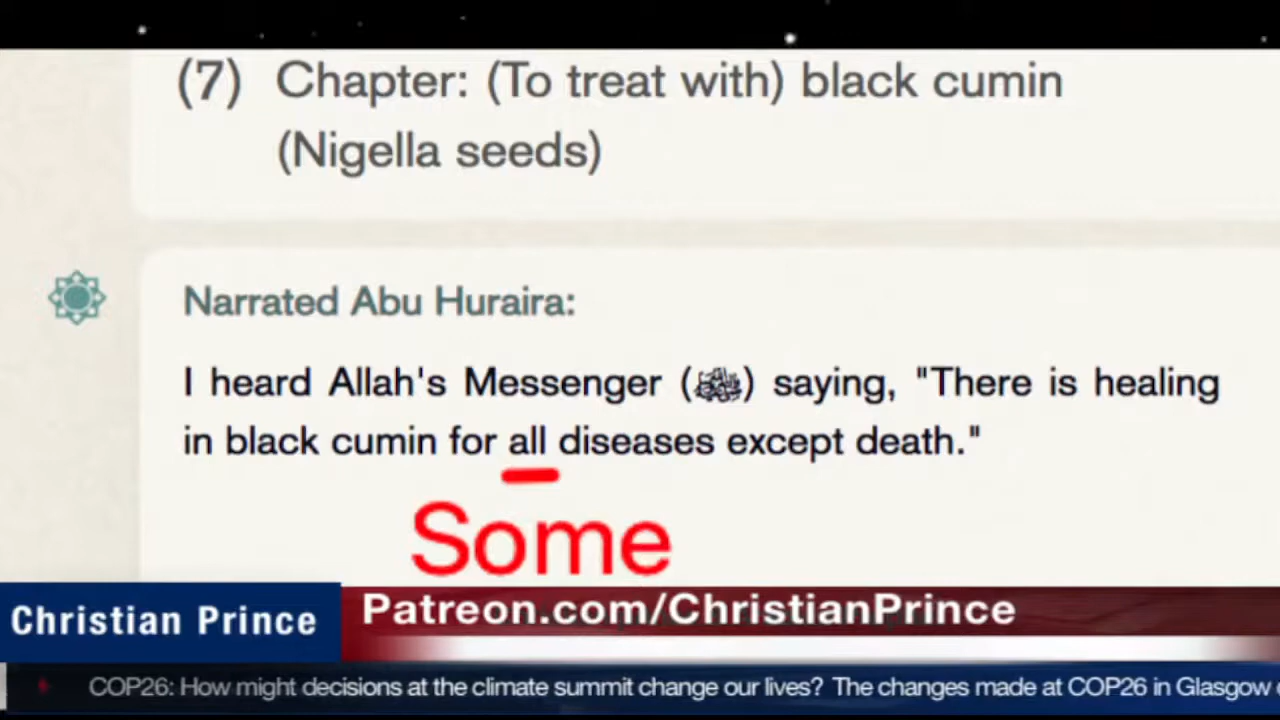 (7) Chapter: (To treat with) black cumin
(Nigella seeds)
Narrated Abu Huraira:
I heard Allah's Messenger (ﷺ) saying, "There is healing
in black cumin for all diseases except death."
Some
Christian Prince
Patreon.com/ChristianPrince
COP26: How might decisions at the climate summit change our lives? The changes made at COP26 in Glasgow